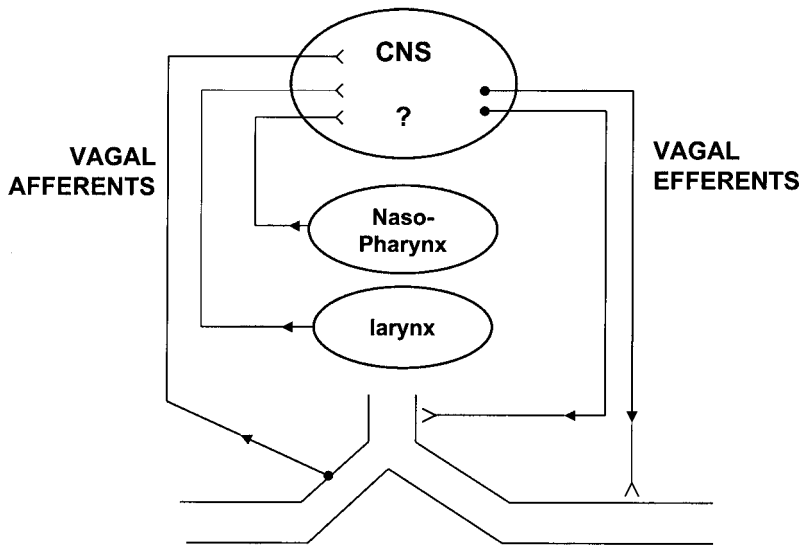 CNS
?
VAGAL
AFFERENTS
VAGAL
EFFERENTS
Naso-
Pharynx
larynx